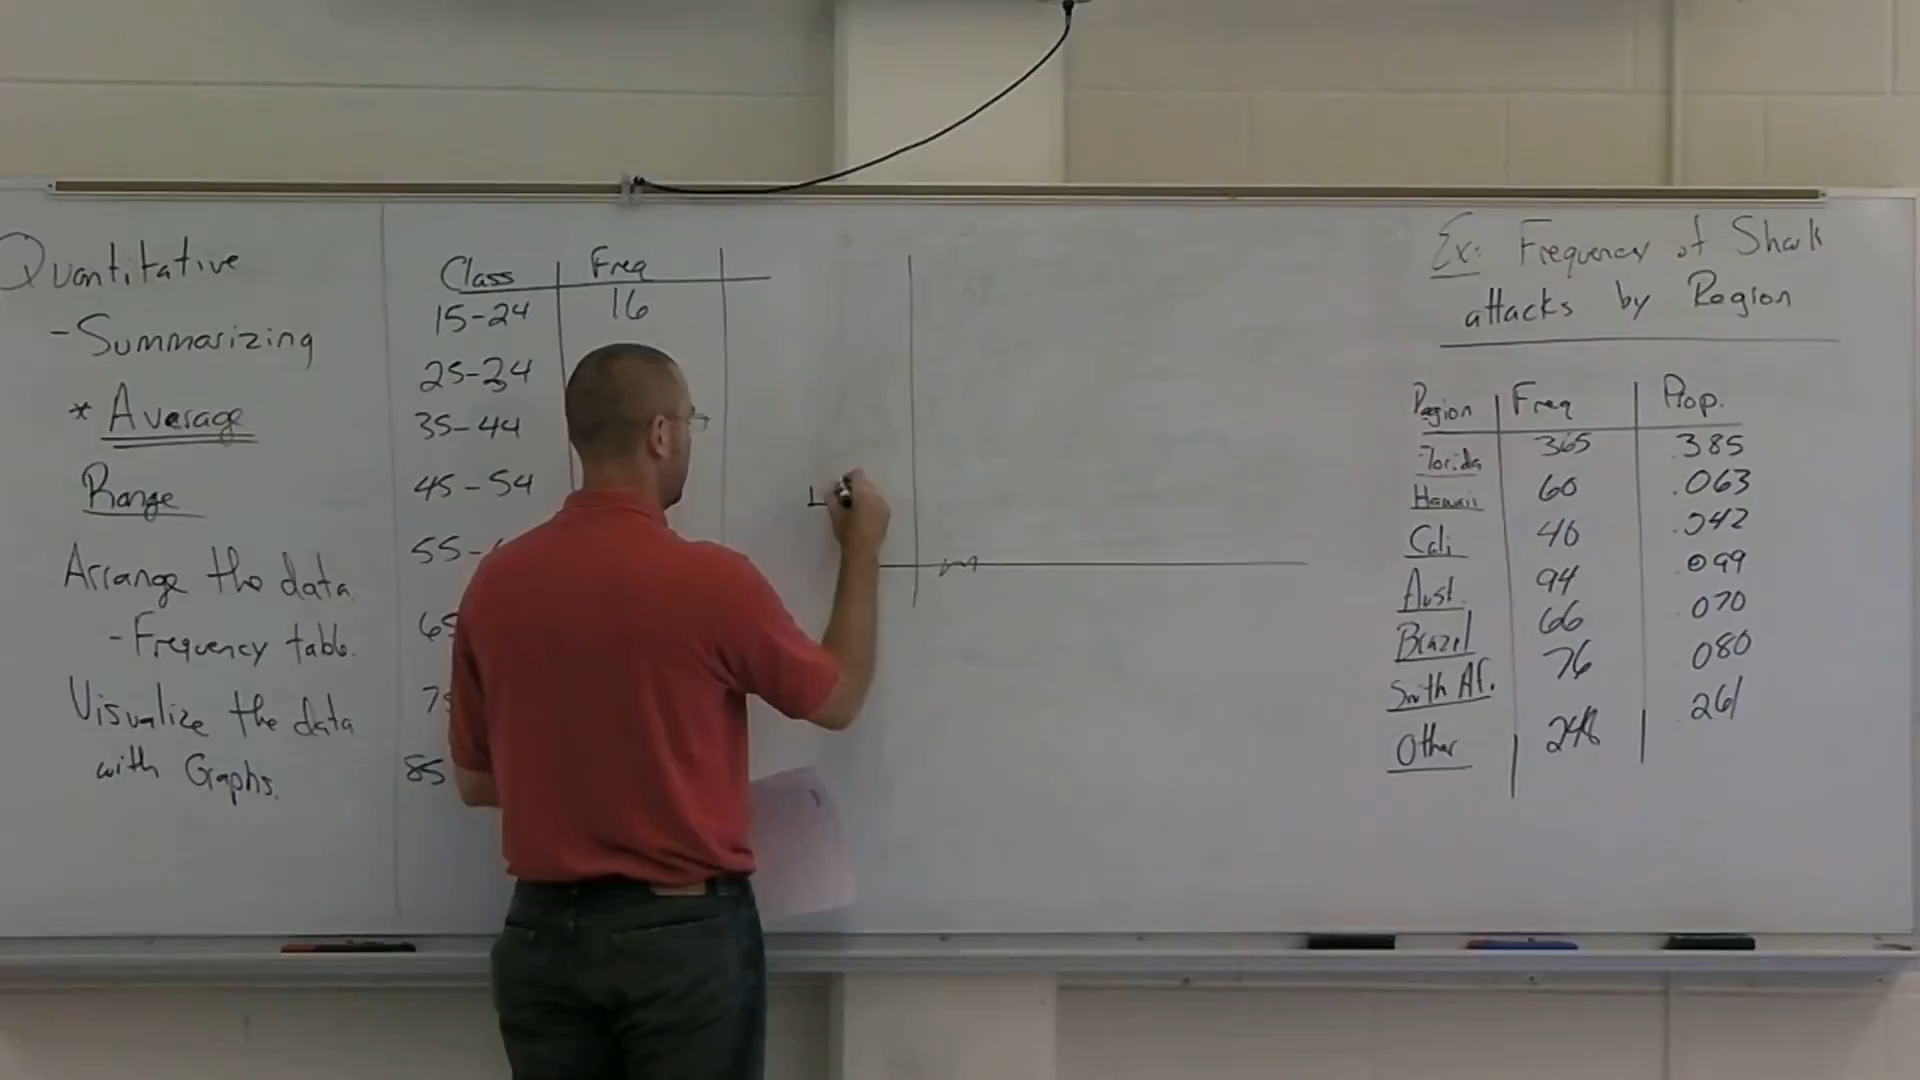 Quantitative
- Summarizing
* Average
Range
Arrange the data
- Frequency table.
Visualize the data
with Graphs.
Class Freq
15-24 16
25-34
35-44
45-54
55-
65
75
85
Ex: Frequency of Shark
attacks by Region
Region Freq Prop.
Florida 365 .385
Hawaii 60 .063
Cali 40 .042
Aust. 94 .099
Brazil 66 .070
South Af. 76 .080
Other 248 .261